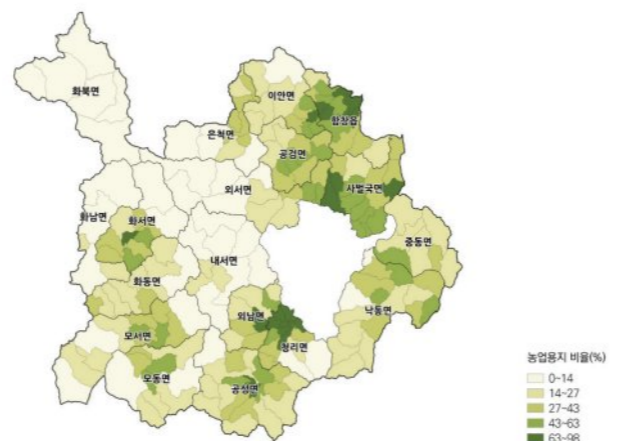 화북면
이안면
함창읍
은척면
공검면
외서면
사벌국면
화남면
화서면
중동면
내서면
화동면
낙동면
외남면
모서면
청리면
모동면
공성면
농업용지 비율(%)
0~14
14~27
27~43
43~63
63~98